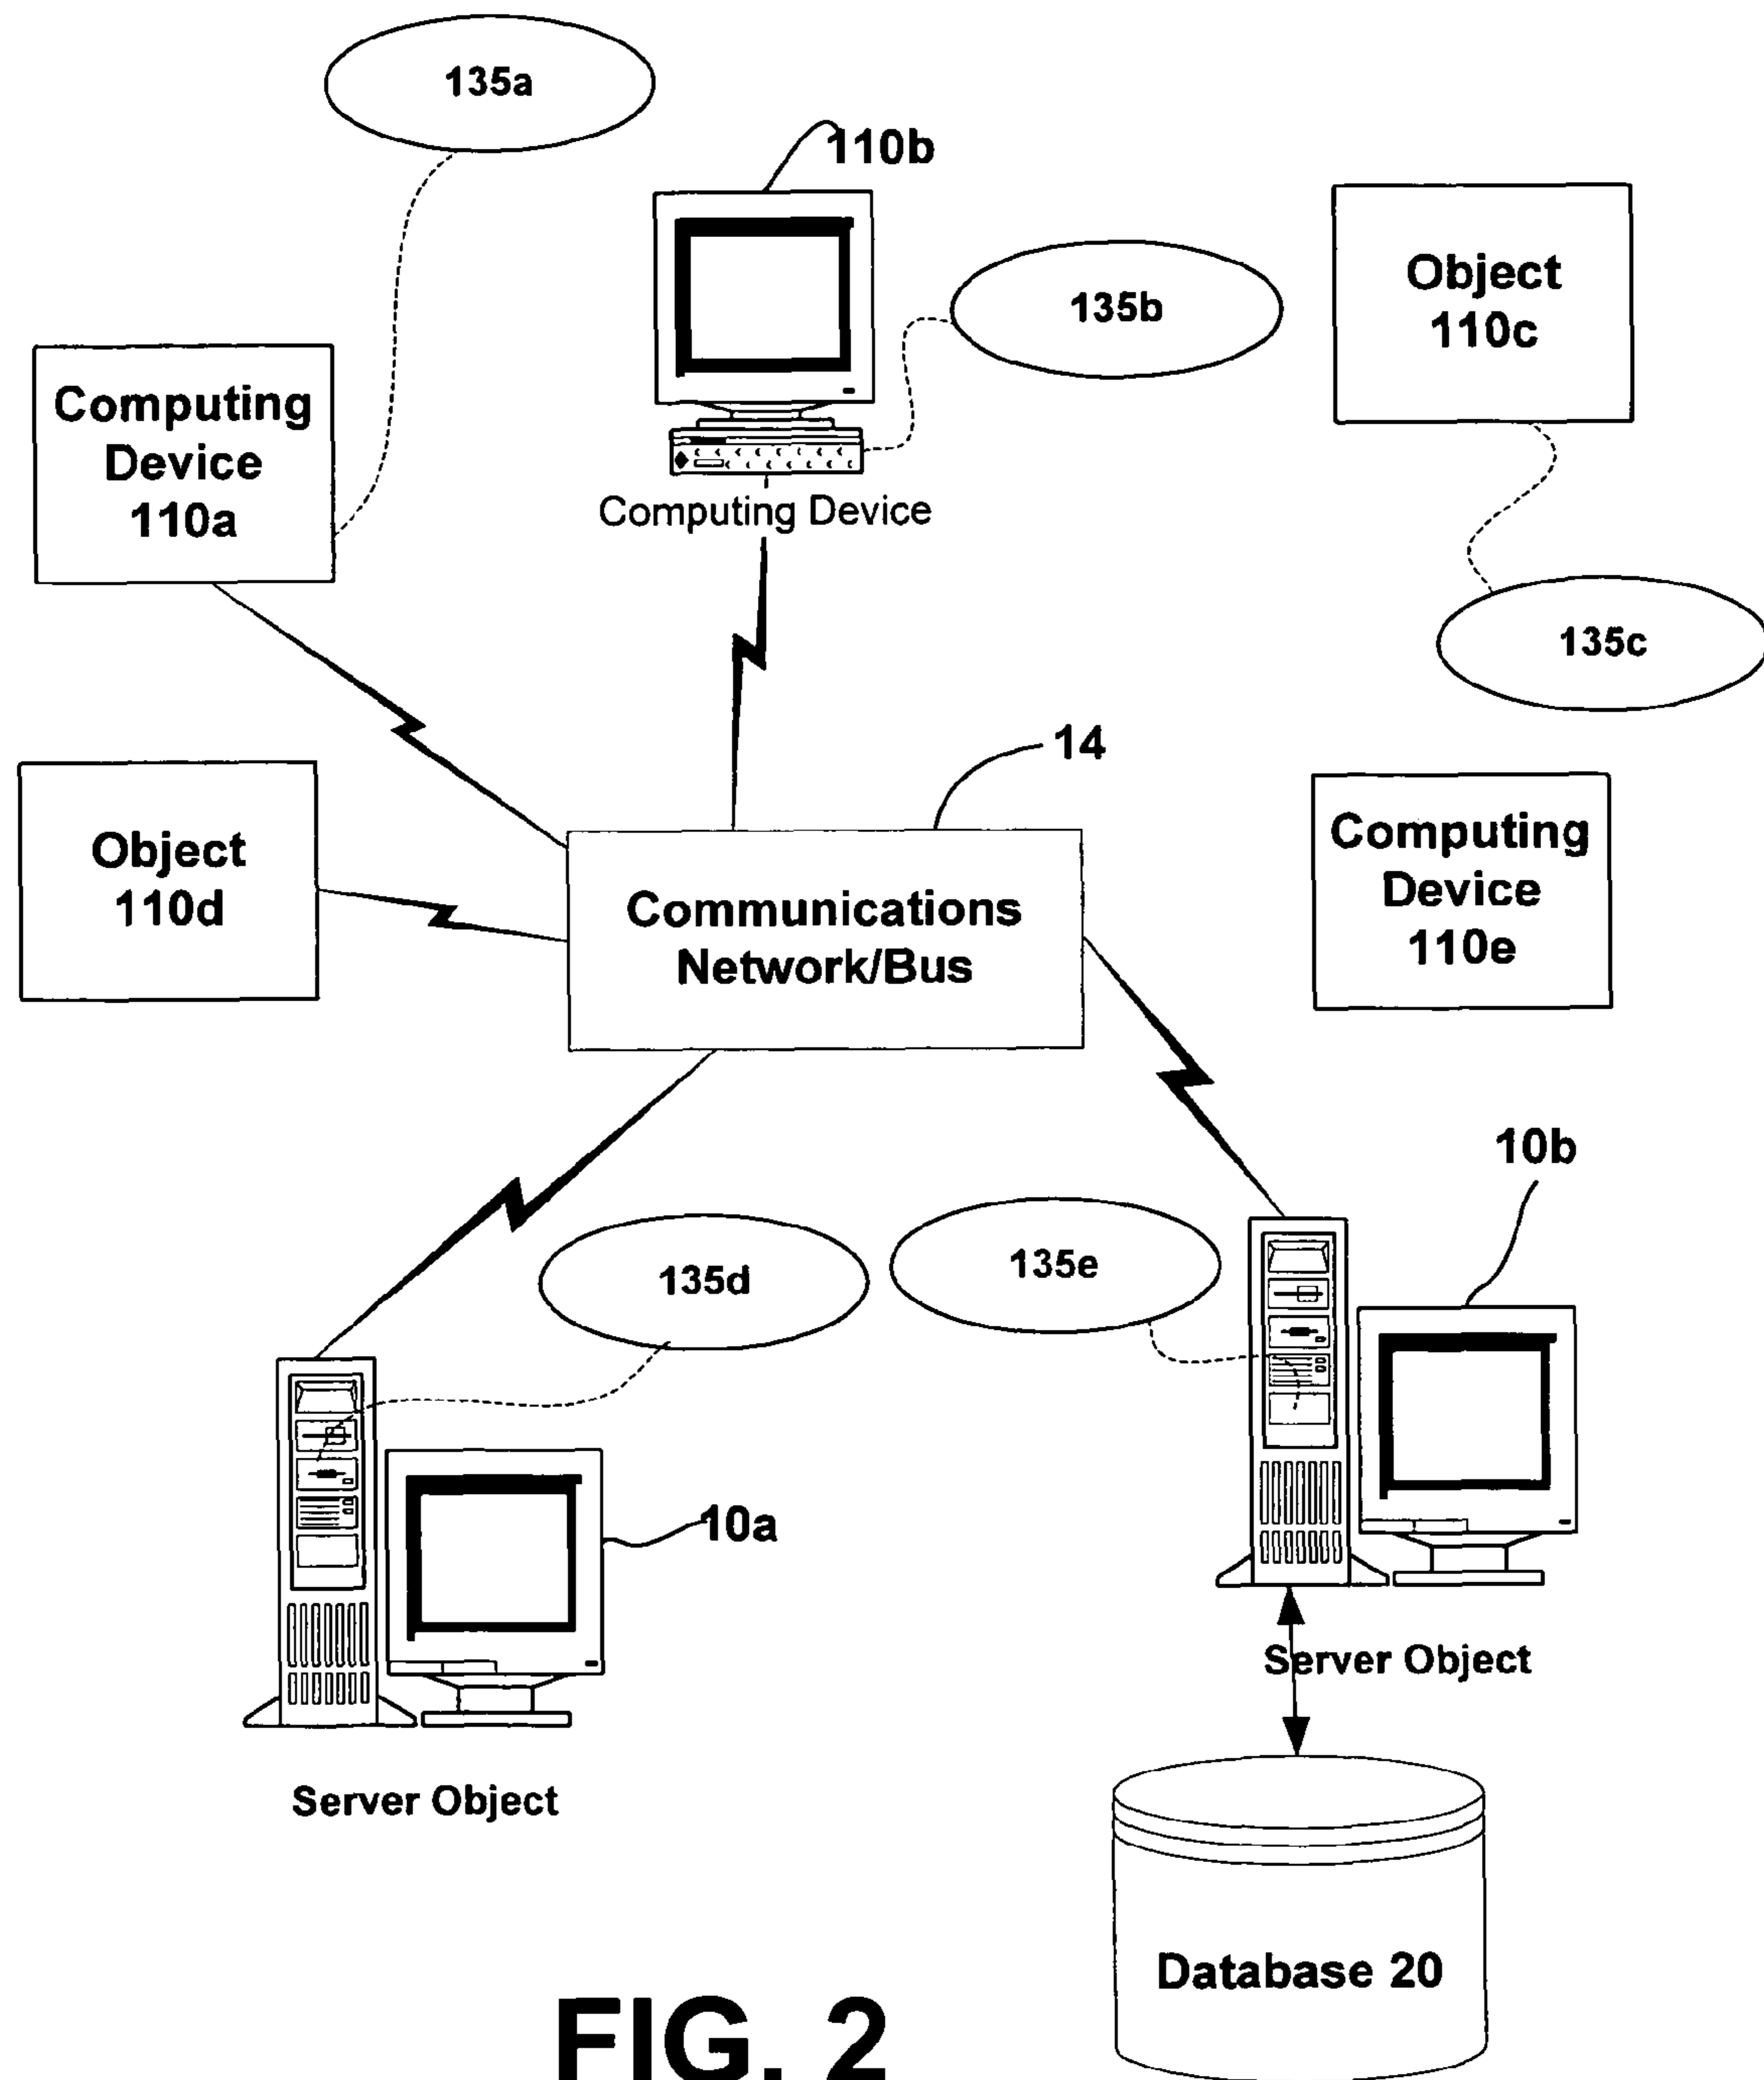 135a
110b
135b
Object
110c
Computing
Device
110a
Computing Device
135c
14
Object
110d
Communications
Network/Bus
Computing
Device
110e
10b
135d
135e
10a
Server Object
Server Object
Database 20
FIG. 2